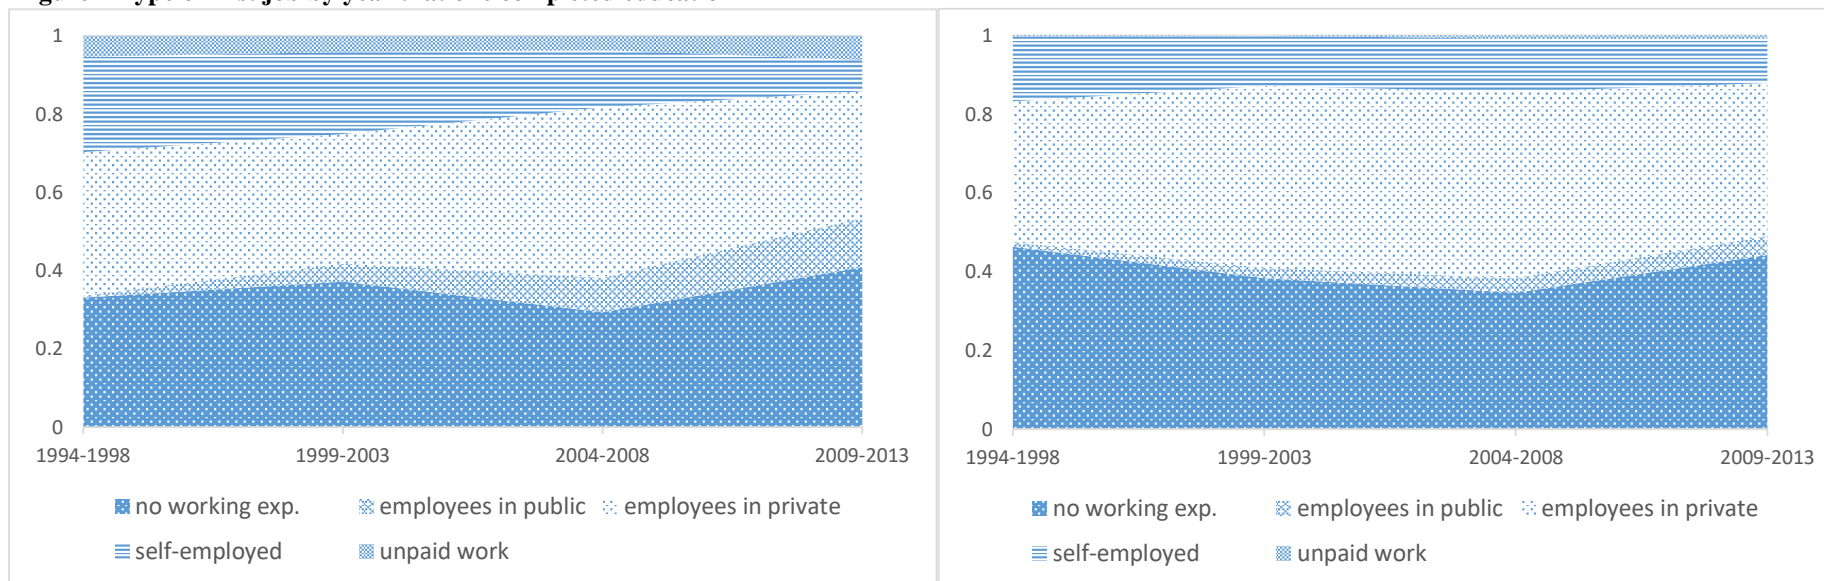 1
0.8
0.6
0.4
0.2
0
1994-1998 1999-2003 2004-2008 2009-2013
no working exp. employees in public employees in private
self-employed unpaid work
1
0.8
0.6
0.4
0.2
0
1994-1998 1999-2003 2004-2008 2009-2013
no working exp. employees in public employees in private
self-employed unpaid work